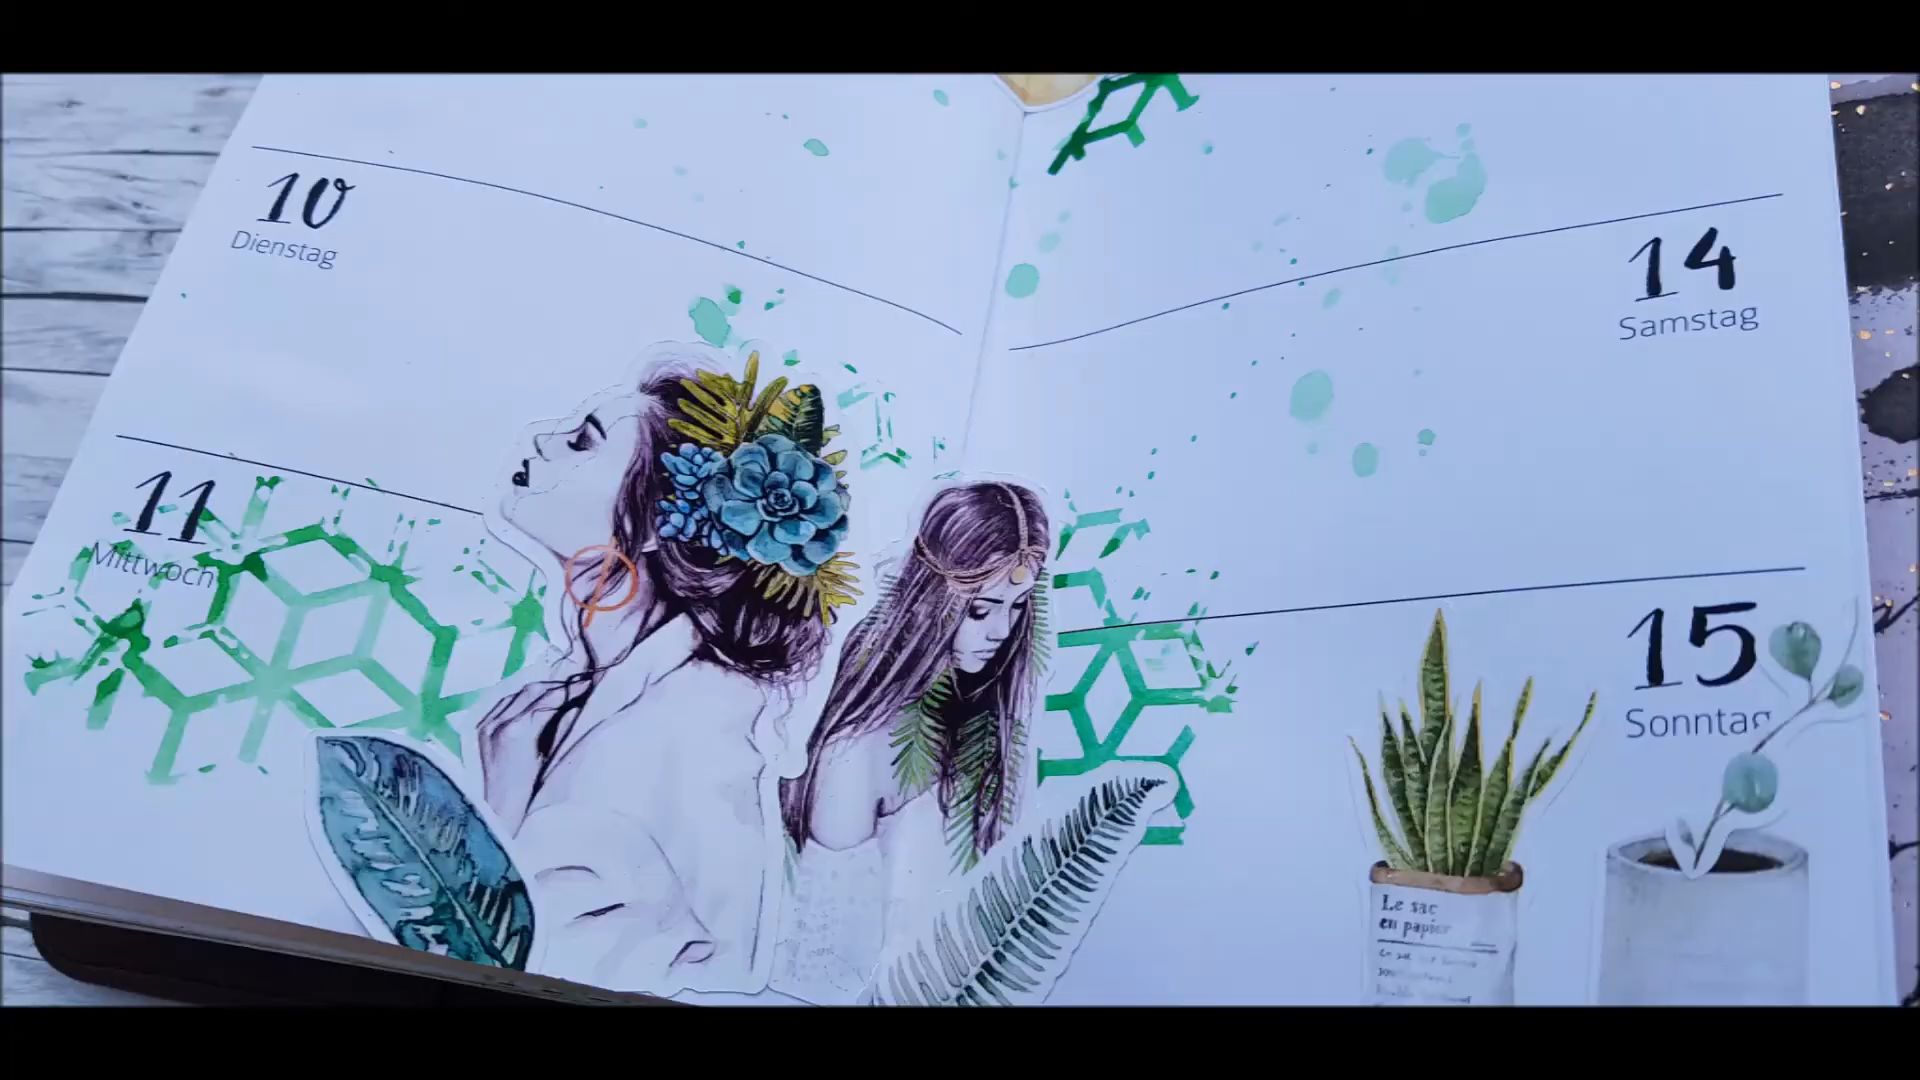 10
Dienstag
11
Mittwoch
14
Samstag
15
Sonntag
Le sac
en papier